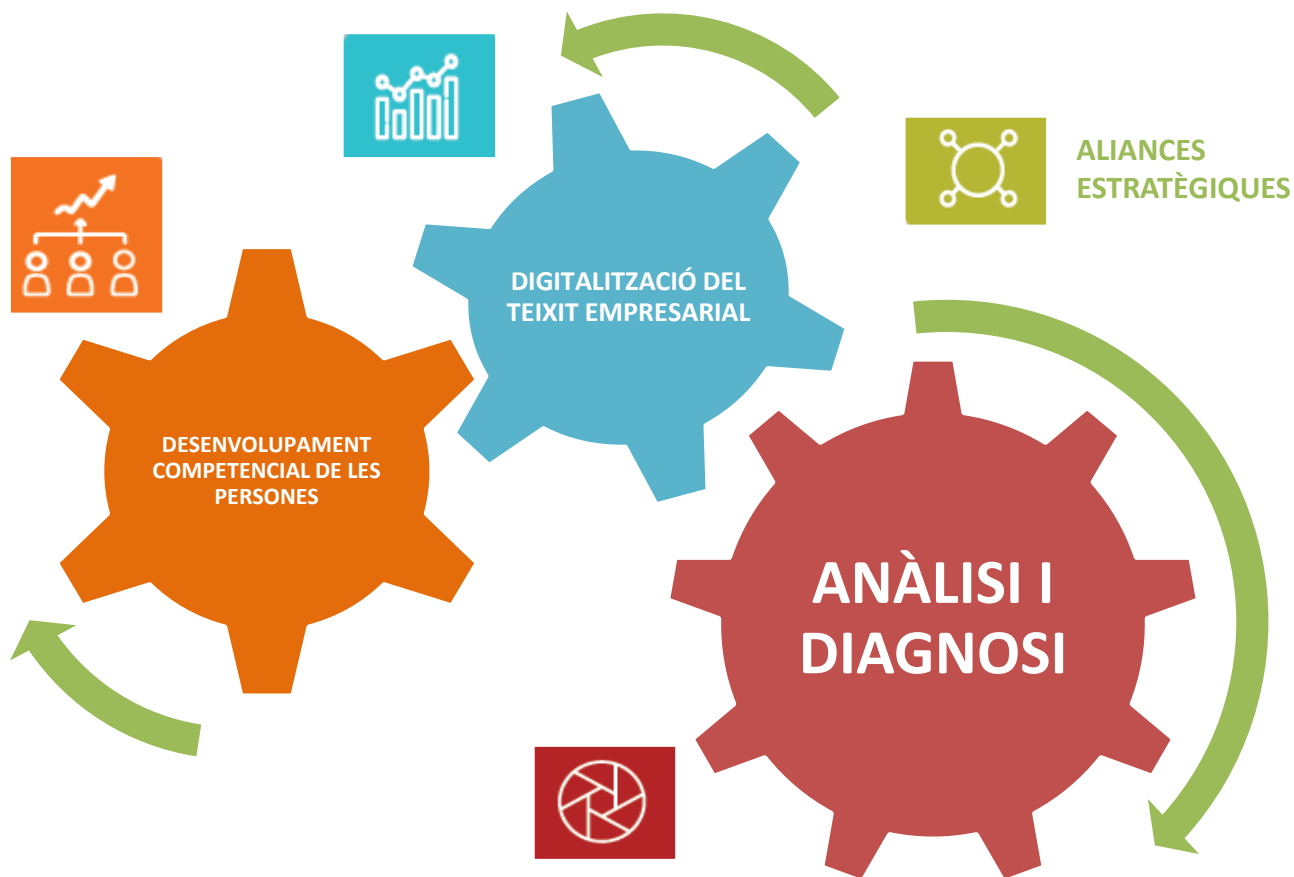 ALIANCES
ESTRATÈGIQUES
DIGITALITZACIÓ DEL
TEIXIT EMPRESARIAL
DESENVOLUPAMENT
COMPETENCIAL DE LES
PERSONES
ANÀLISI I
DIAGNOSI